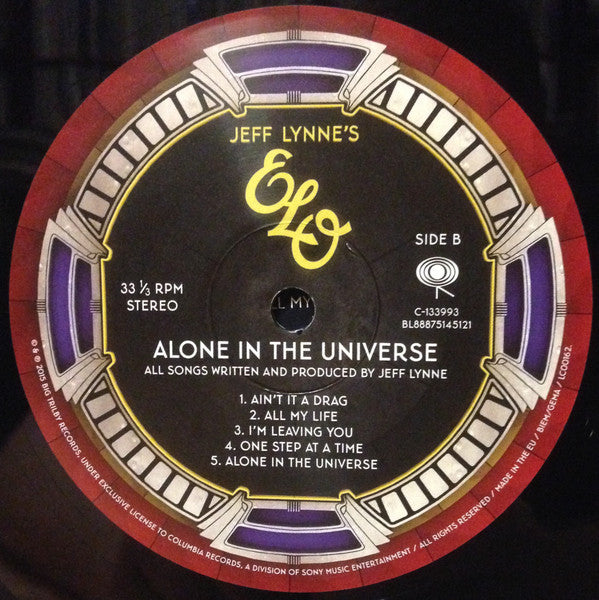 JEFF LYNNE'S
ELO
SIDE B
33 ⅓ RPM
STEREO
C-133993
BL88875145121
ALONE IN THE UNIVERSE
ALL SONGS WRITTEN AND PRODUCED BY JEFF LYNNE
1. AIN'T IT A DRAG
2. ALL MY LIFE
3. I'M LEAVING YOU
4. ONE STEP AT A TIME
5. ALONE IN THE UNIVERSE
© & ℗ 2015 BIG TRILBY RECORDS, UNDER EXCLUSIVE LICENSE TO COLUMBIA RECORDS, A DIVISION OF SONY MUSIC ENTERTAINMENT / ALL RIGHTS RESERVED / MADE IN THE EU / BIEM/GEMA / LC00162.